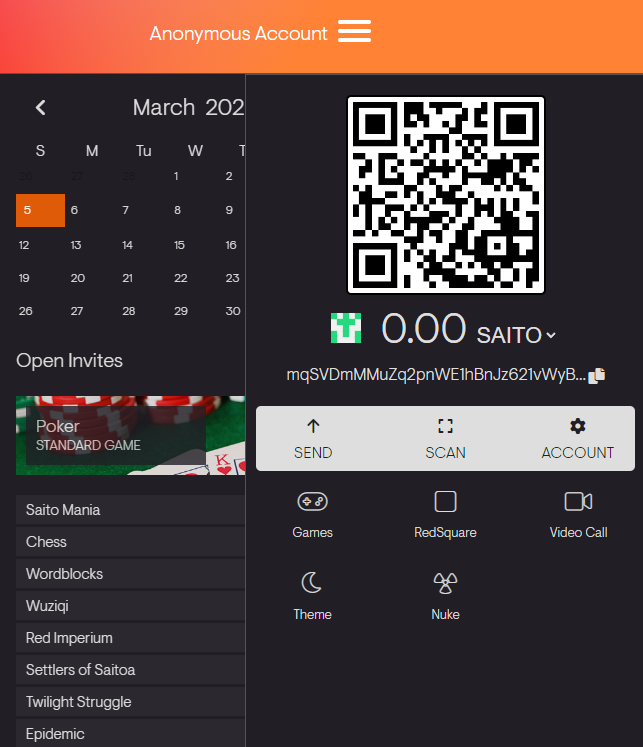 Anonymous Account
March 202
S M Tu W T
26 27 28 1 2
5 6 7 8 9
12 13 14 15 16
19 20 21 22 23
26 27 28 29 30
Open Invites
Poker
STANDARD GAME
K
Saito Mania
Chess
Wordblocks
Wuziqi
Red Imperium
Settlers of Saitoa
Twilight Struggle
Epidemic
0.00 SAITO
mqSVDmMMuZq2pnWE1hBnJz621vWyB...
SEND SCAN ACCOUNT
Games RedSquare Video Call
Theme Nuke